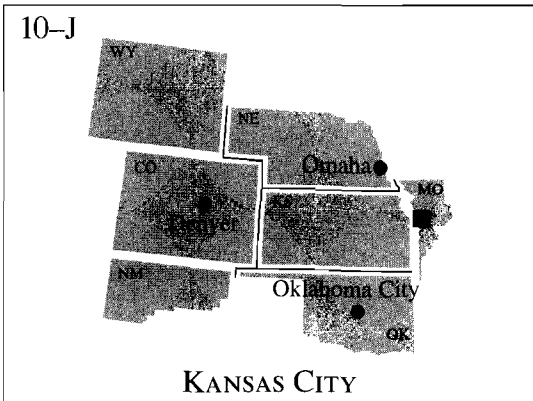 10–J
WY
NE
Omaha
CO
MO
KS
Denver
NM
Oklahoma City
OK
KANSAS CITY